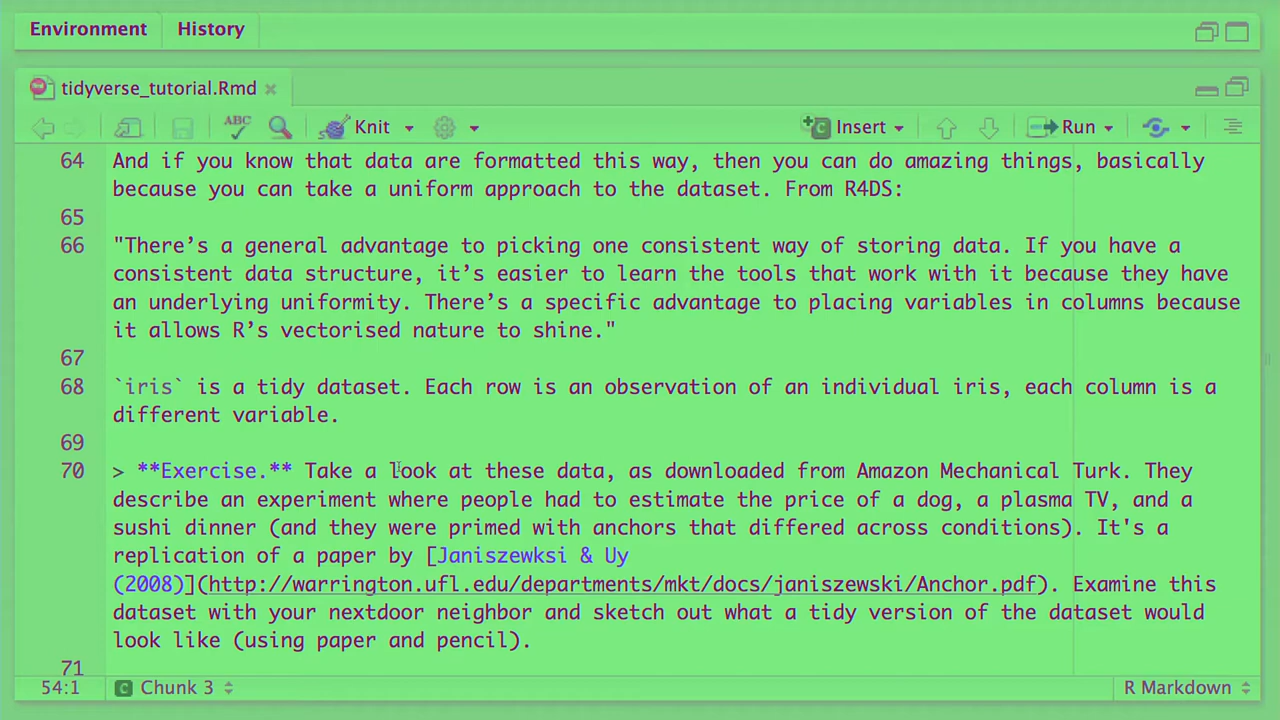 Environment History
tidyverse_tutorial.Rmd
ABC Knit Insert Run
64 And if you know that data are formatted this way, then you can do amazing things, basically
because you can take a uniform approach to the dataset. From R4DS:
65
66 "There’s a general advantage to picking one consistent way of storing data. If you have a
consistent data structure, it’s easier to learn the tools that work with it because they have
an underlying uniformity. There’s a specific advantage to placing variables in columns because
it allows R’s vectorised nature to shine."
67
68 `iris` is a tidy dataset. Each row is an observation of an individual iris, each column is a
different variable.
69
70 > **Exercise.** Take a look at these data, as downloaded from Amazon Mechanical Turk. They
describe an experiment where people had to estimate the price of a dog, a plasma TV, and a
sushi dinner (and they were primed with anchors that differed across conditions). It's a
replication of a paper by [Janiszewksi & Uy
(2008)](http://warrington.ufl.edu/departments/mkt/docs/janiszewski/Anchor.pdf). Examine this
dataset with your nextdoor neighbor and sketch out what a tidy version of the dataset would
look like (using paper and pencil).
71
54:1 Chunk 3 R Markdown